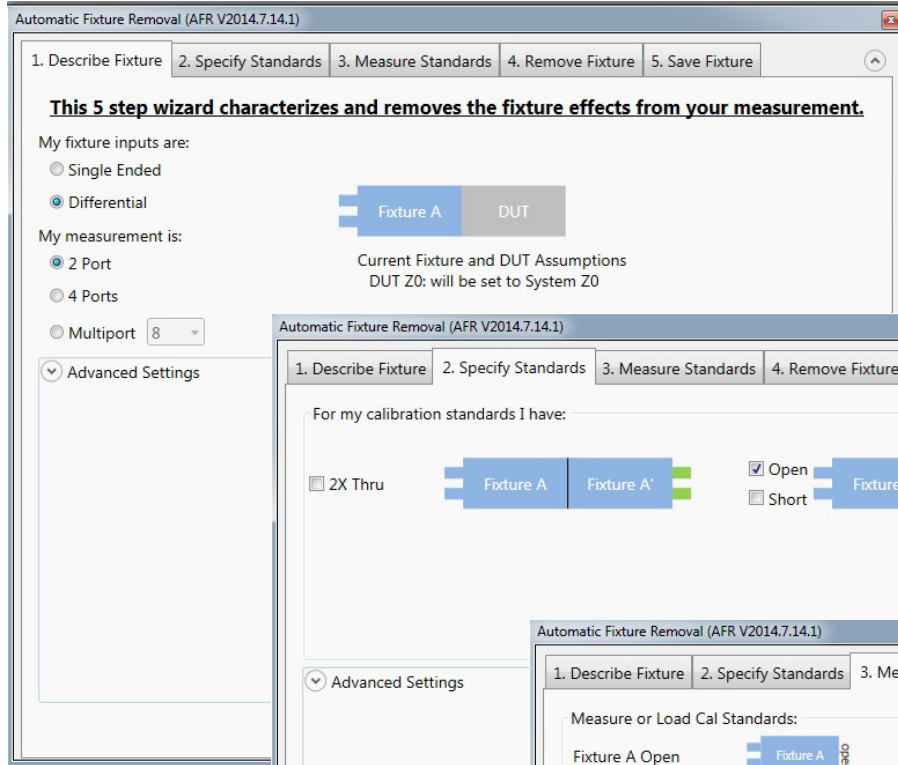 Automatic Fixture Removal (AFR V2014.7.14.1)
1. Describe Fixture 2. Specify Standards 3. Measure Standards 4. Remove Fixture 5. Save Fixture
This 5 step wizard characterizes and removes the fixture effects from your measurement.
My fixture inputs are:
Single Ended
Differential
Fixture A DUT
My measurement is:
2 Port
Current Fixture and DUT Assumptions
DUT Z0: will be set to System Z0
4 Ports
Multiport 8
Advanced Settings
Automatic Fixture Removal (AFR V2014.7.14.1)
1. Describe Fixture 2. Specify Standards 3. Measure Standards 4. Remove Fixture
For my calibration standards I have:
2X Thru Fixture A Fixture A'
Open Fixture
Short
Advanced Settings
Automatic Fixture Removal (AFR V2014.7.14.1)
1. Describe Fixture 2. Specify Standards 3. Me
Measure or Load Cal Standards:
Fixture A Open Fixture A ope